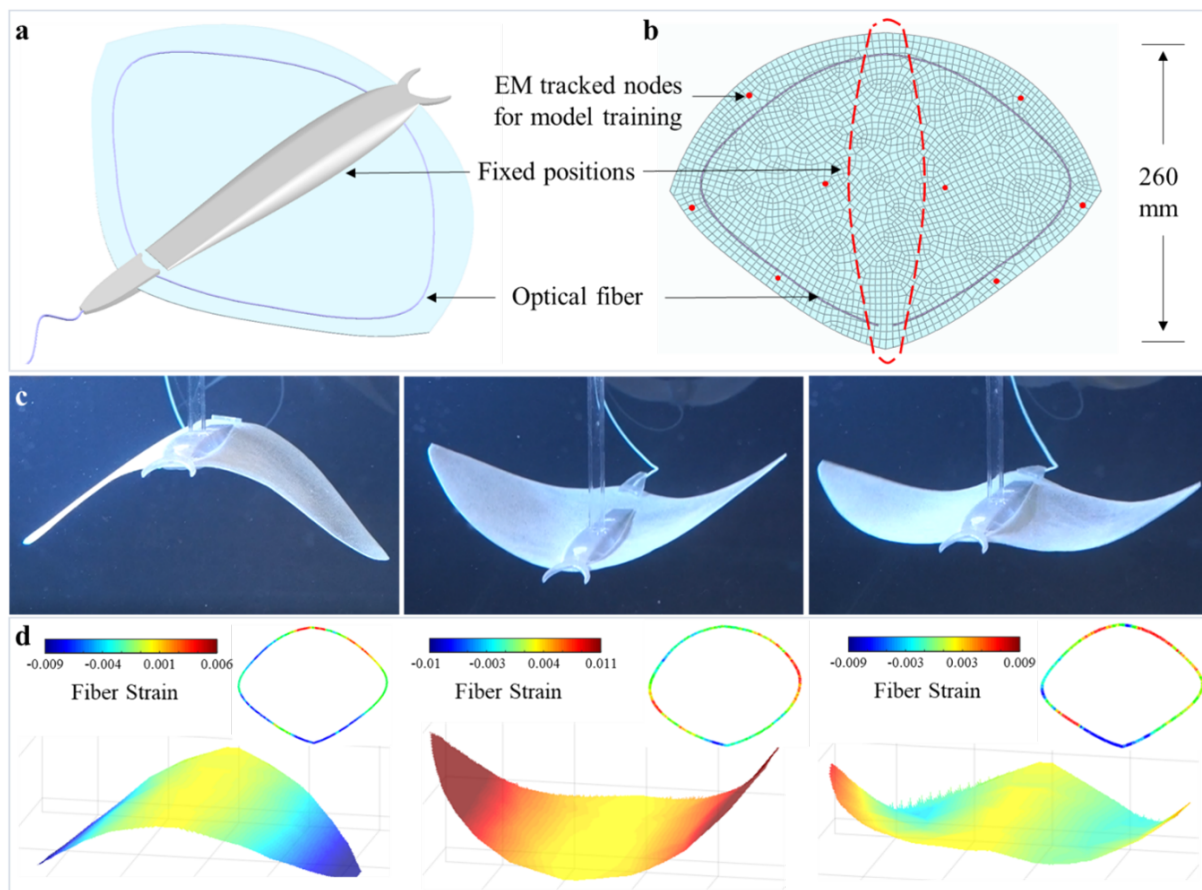 a
b
EM tracked nodes
for model training
Fixed positions
Optical fiber
260
mm
c
d
-0.009 -0.004 0.001 0.006
Fiber Strain
-0.01 -0.004 0.004 0.011
Fiber Strain
-0.009 -0.003 0.003 0.009
Fiber Strain